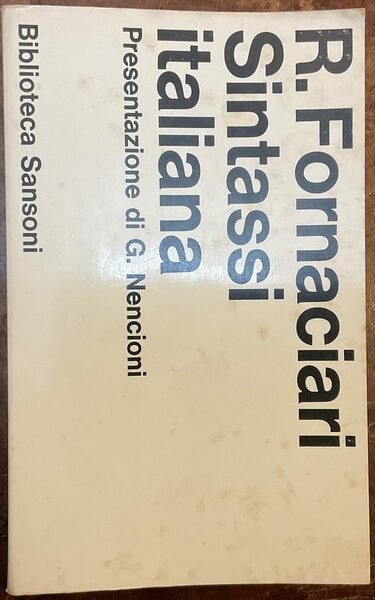 R. Fornaciari
Sintassi
italiana
Presentazione di G. Nencioni
Biblioteca Sansoni